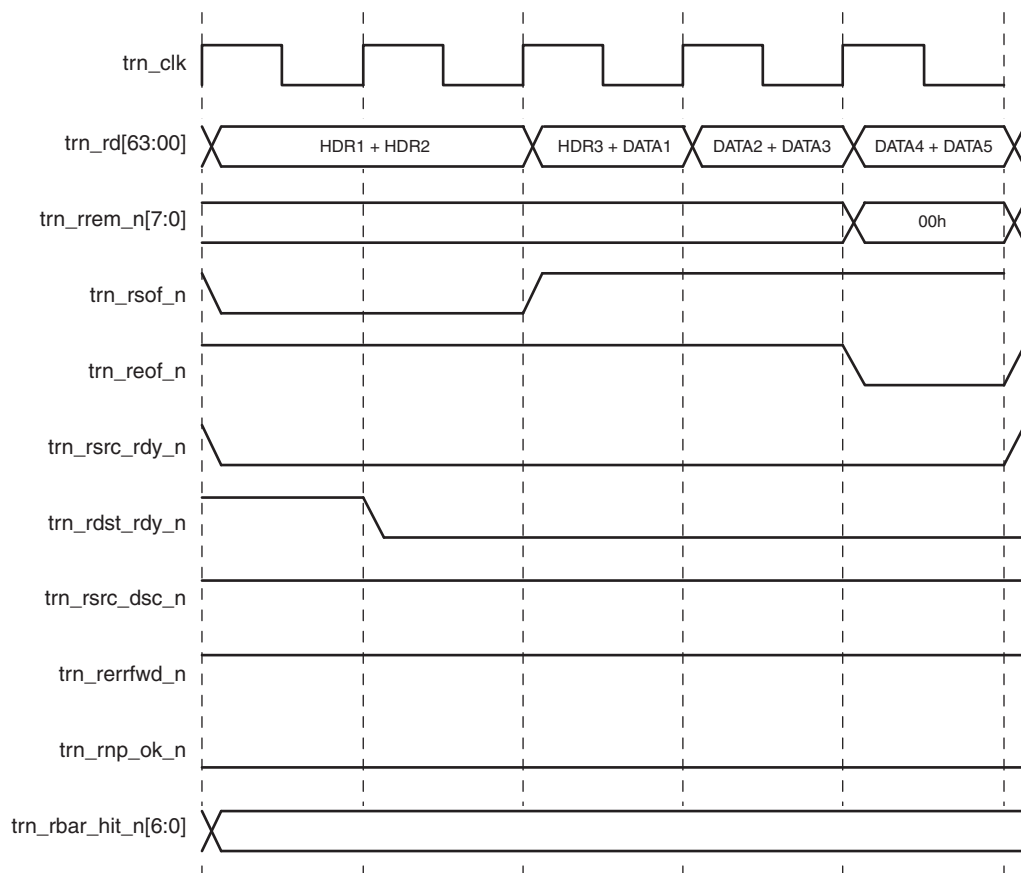 trn_clk
trn_rd[63:00]
HDR1 + HDR2
HDR3 + DATA1
DATA2 + DATA3
DATA4 + DATA5
trn_rrem_n[7:0]
00h
trn_rsof_n
trn_reof_n
trn_rsrc_rdy_n
trn_rdst_rdy_n
trn_rsrc_dsc_n
trn_rerrfwd_n
trn_rnp_ok_n
trn_rbar_hit_n[6:0]